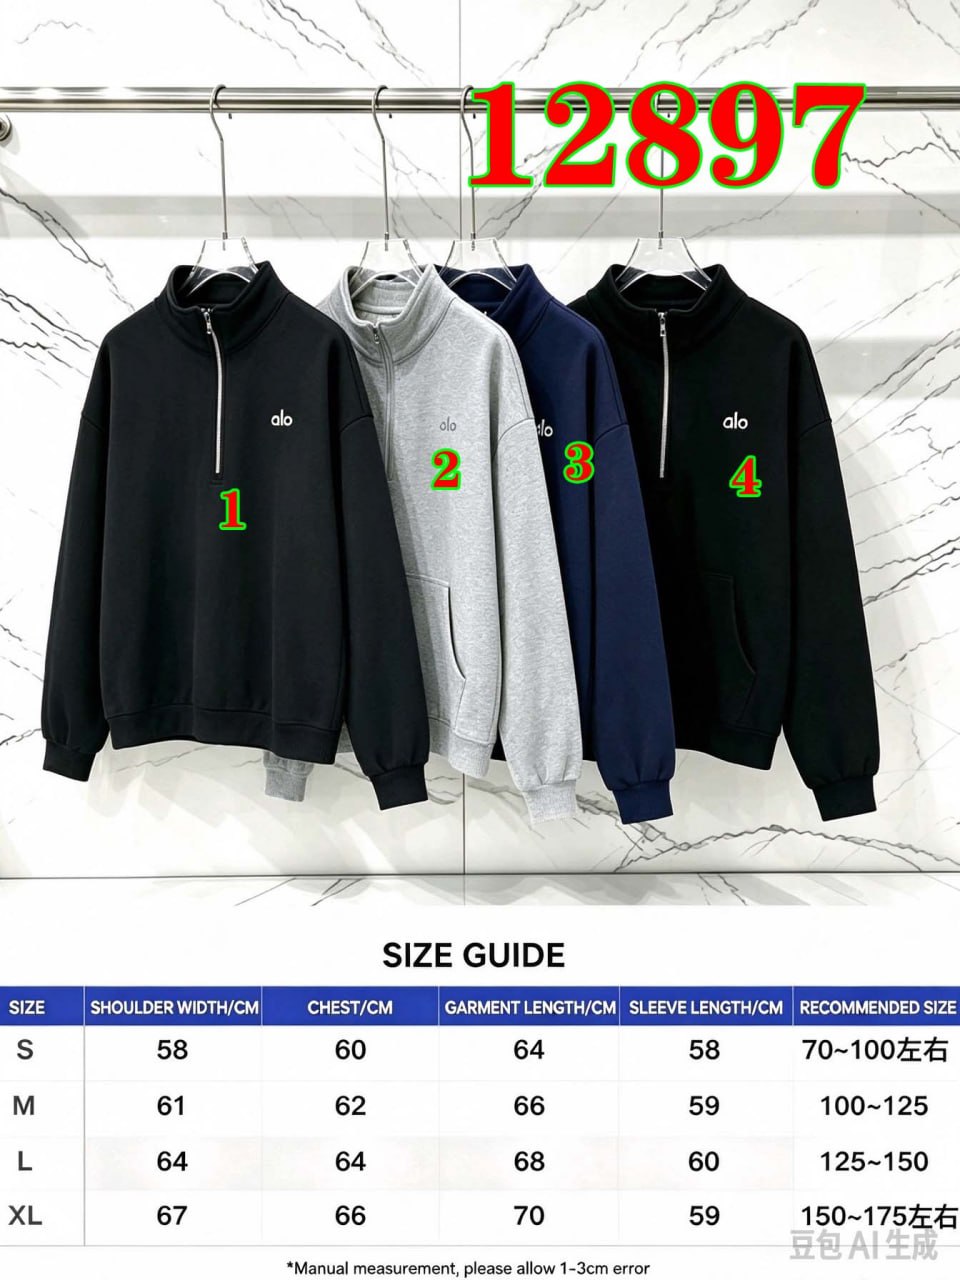 12897
alo
alo
alo
alo
1
2
3
4
SIZE GUIDE
SIZE SHOULDER WIDTH/CM CHEST/CM GARMENT LENGTH/CM SLEEVE LENGTH/CM RECOMMENDED SIZE
S 58 60 64 58 70~100左右
M 61 62 66 59 100~125
L 64 64 68 60 125~150
XL 67 66 70 59 150~175左右
豆包AI生成
*Manual measurement, please allow 1-3cm error